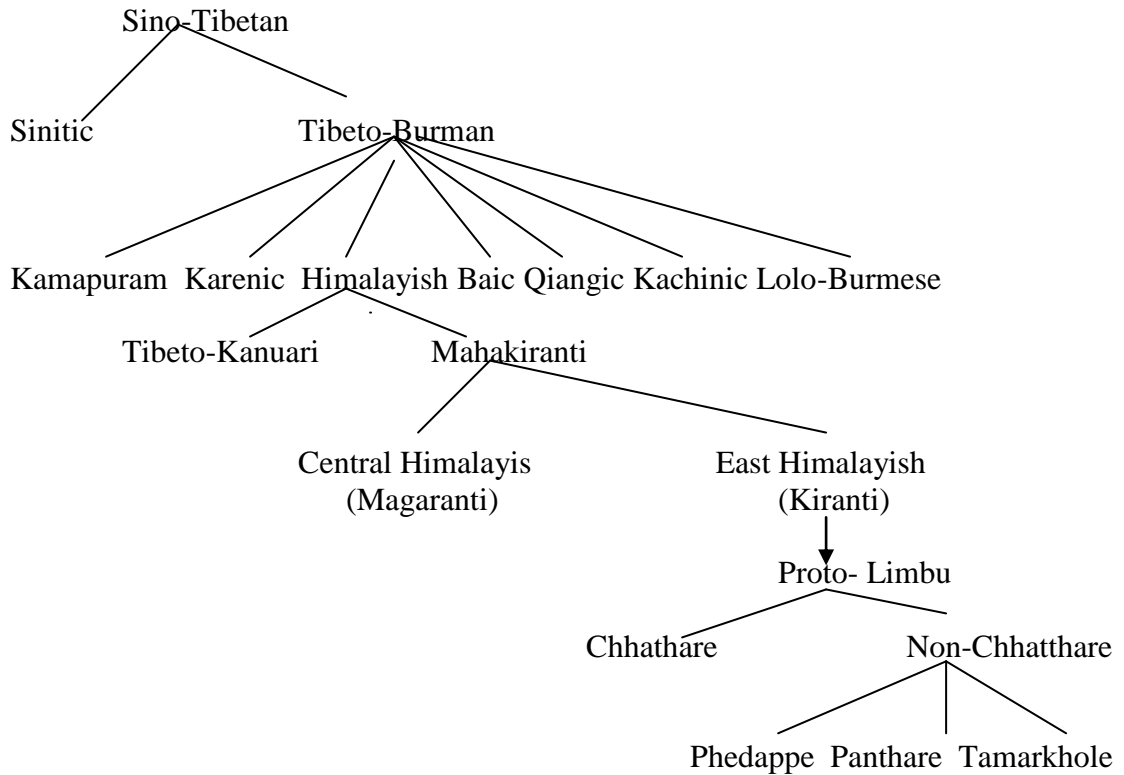 Sino-Tibetan
Sinitic Tibeto-Burman
Kamapuram Karenic Himalayish Baic Qiangic Kachinic Lolo-Burmese
Tibeto-Kanuari Mahakiranti
Central Himalayis East Himalayish
(Magaranti) (Kiranti)
Proto- Limbu
Chhathare Non-Chhatthare
Phedappe Panthare Tamarkhole